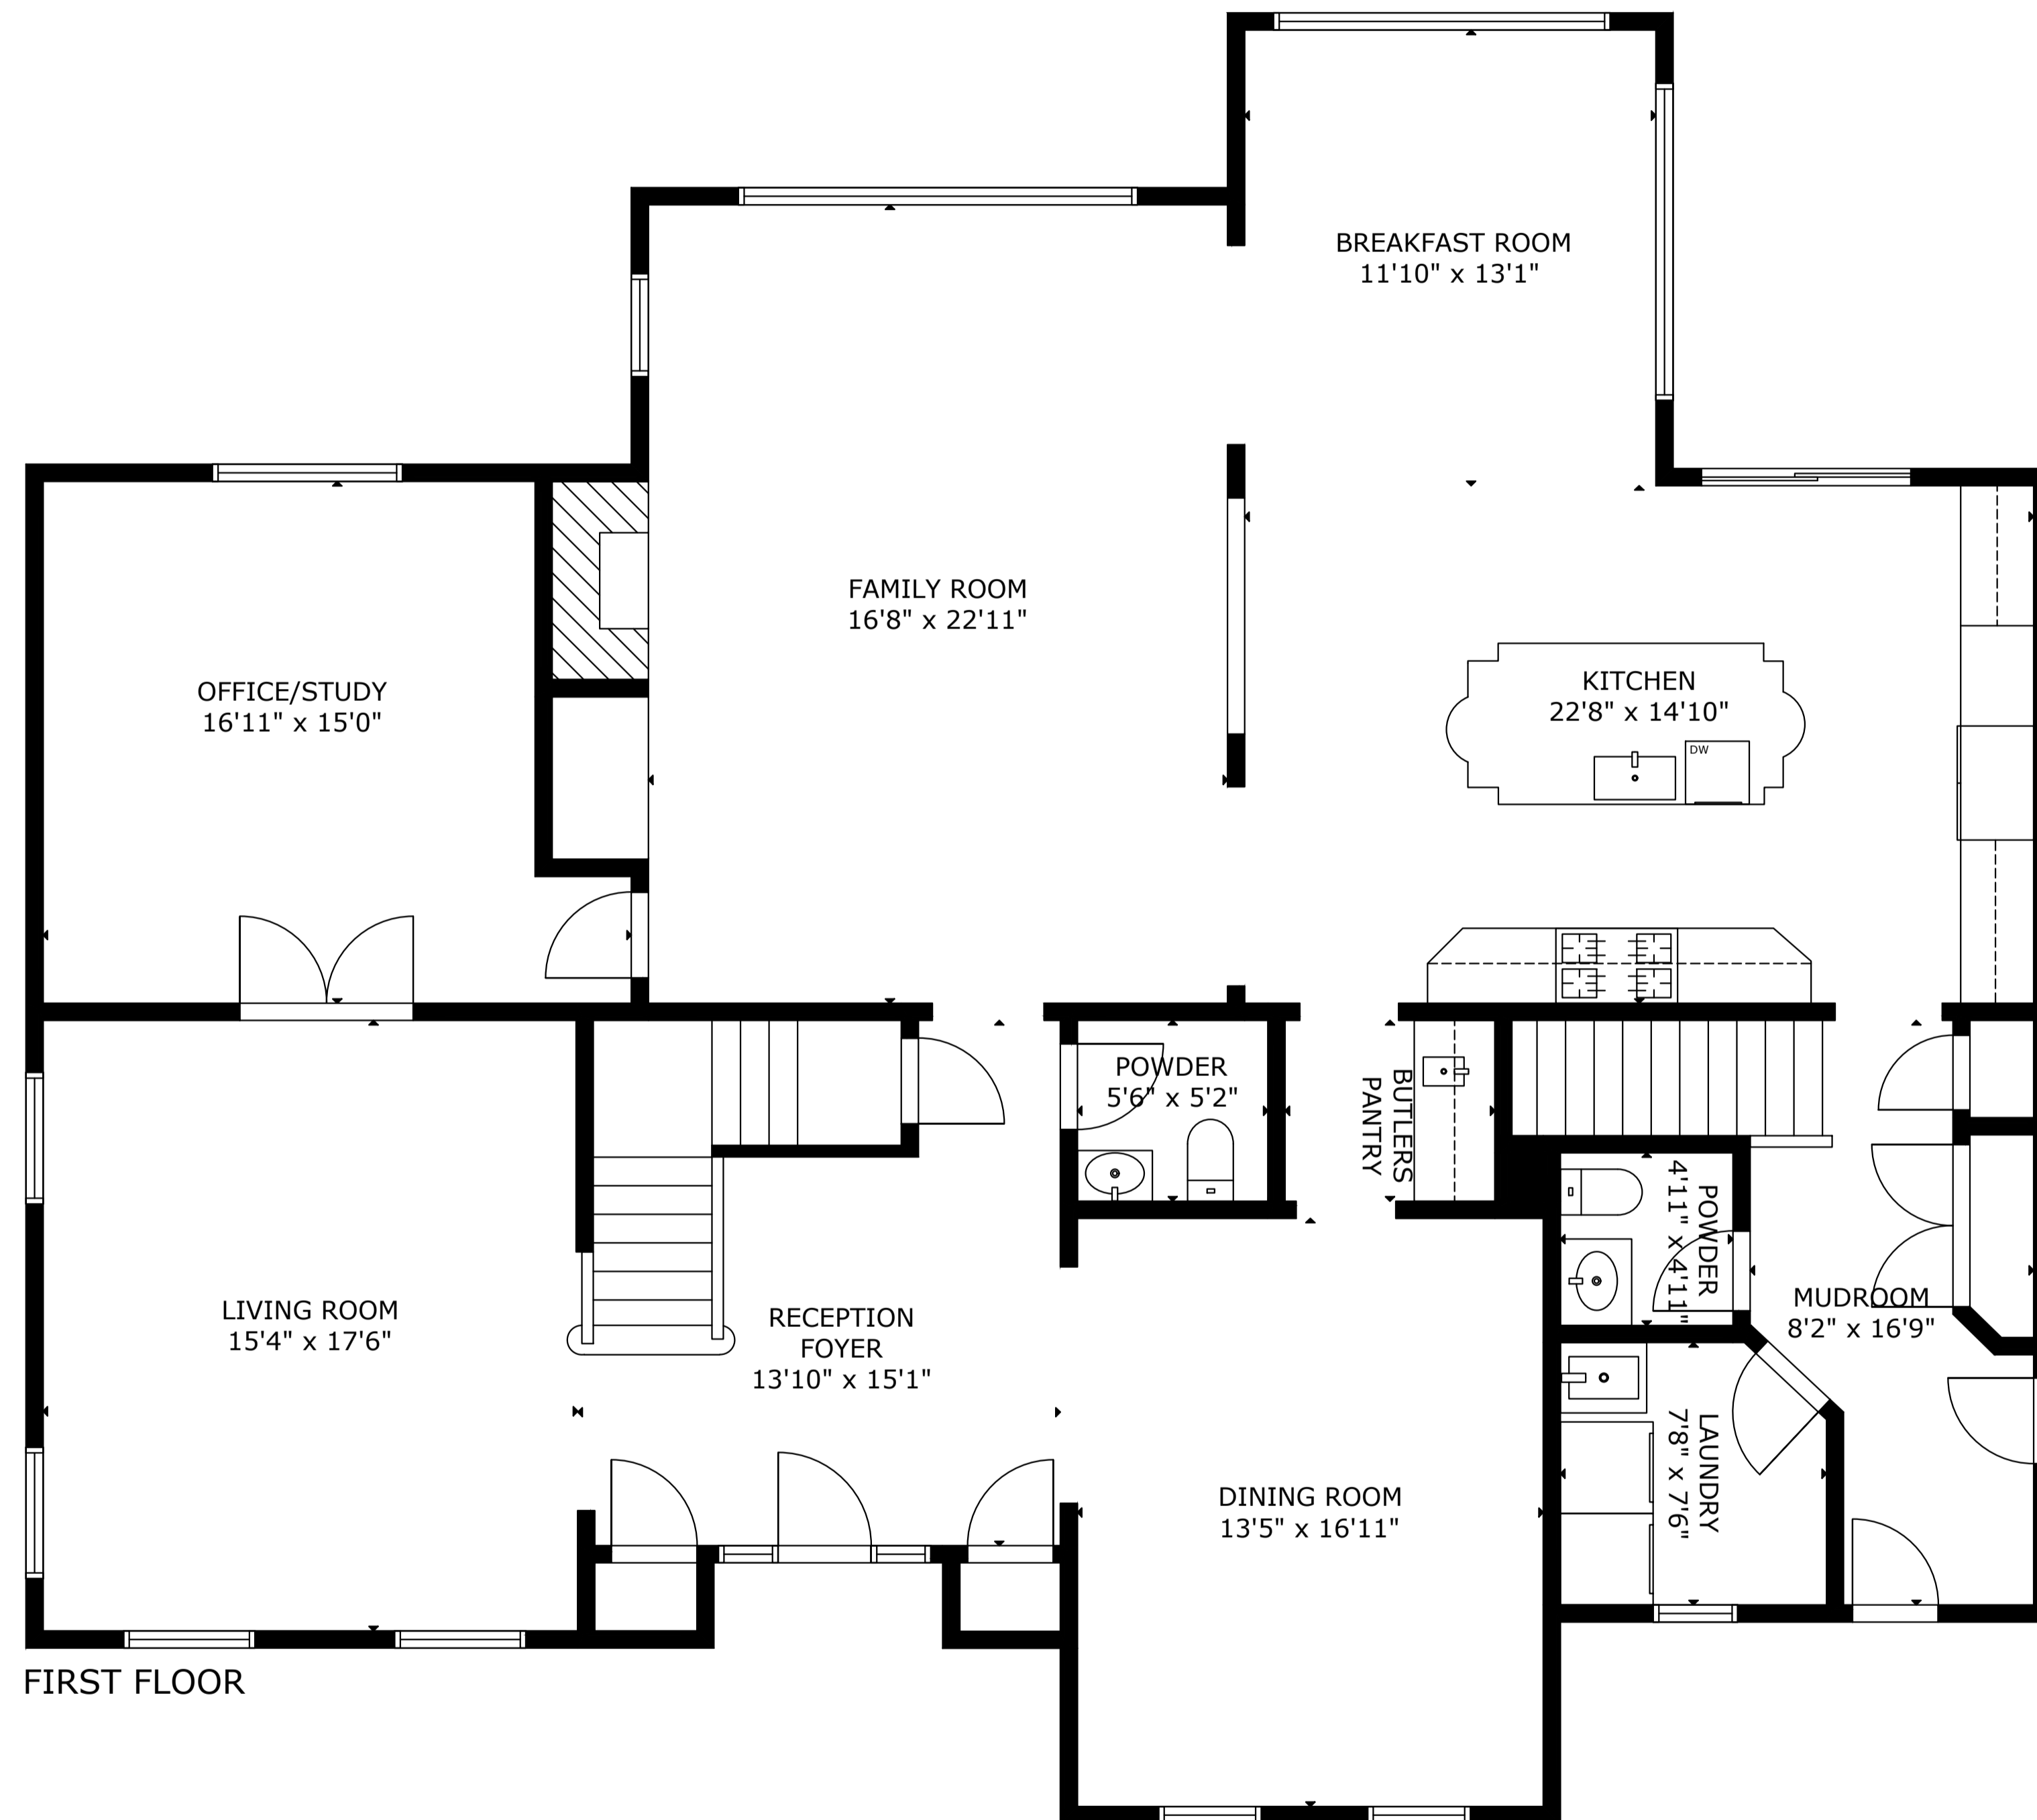 BREAKFAST ROOM
11'10" x 13'1"
FAMILY ROOM
16'8" x 22'11"
OFFICE/STUDY
16'11" x 15'0"
KITCHEN
22'8" x 14'10"
DW
POWDER
5'6" x 5'2"
BUTLERS
PANTRY
POWDER
4'11" x 4'11"
MUDROOM
8'2" x 16'9"
LIVING ROOM
15'4" x 17'6"
RECEPTION
FOYER
13'10" x 15'1"
LAUNDRY
7'8" x 7'6"
DINING ROOM
13'5" x 16'11"
FIRST FLOOR